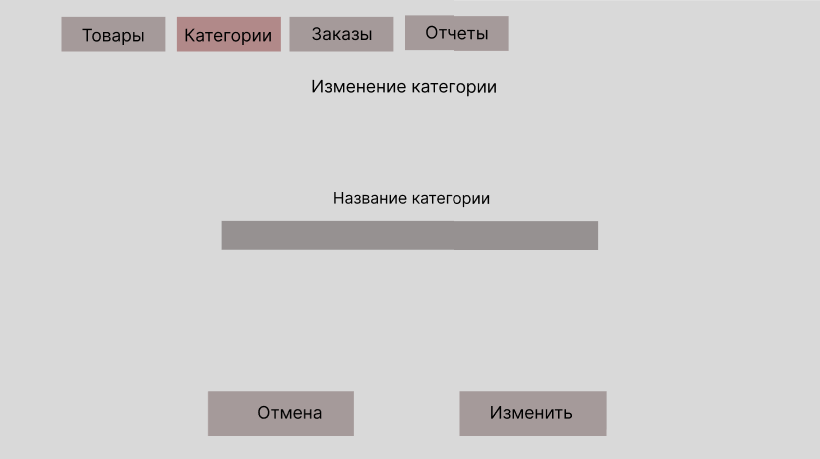 Товары Категории Заказы Отчеты
Изменение категории
Название категории
Отмена Изменить